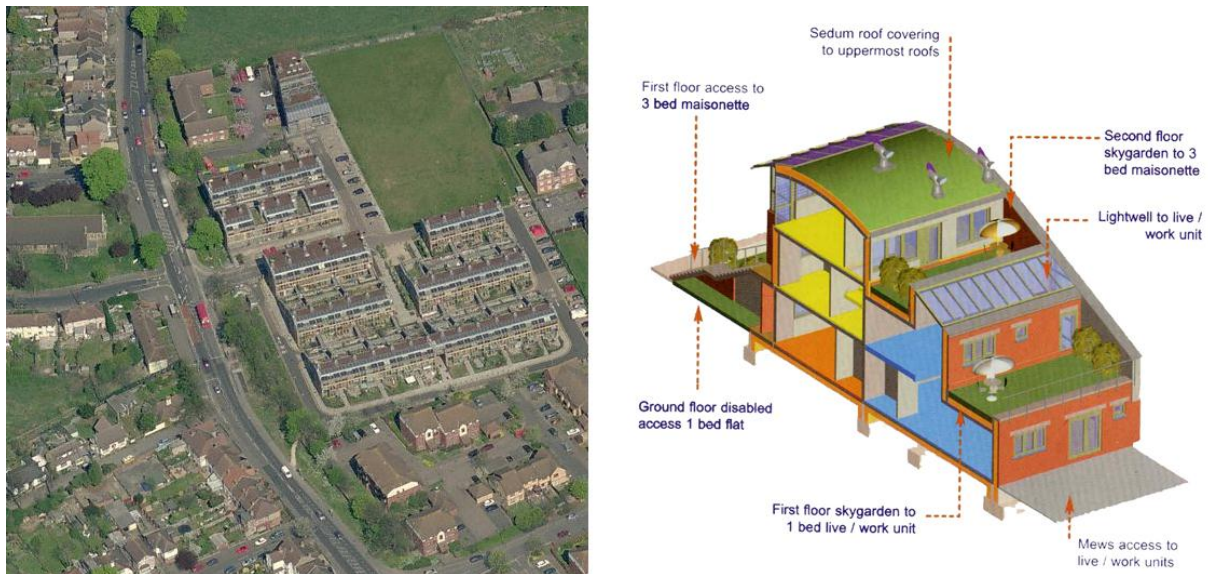 Sedum roof covering
to uppermost roofs
First floor access to
3 bed maisonette
Second floor
skygarden to 3
bed maisonette
Lightwell to live /
work unit
Ground floor disabled
access 1 bed flat
First floor skygarden to
1 bed live / work unit
Mews access to
live / work units